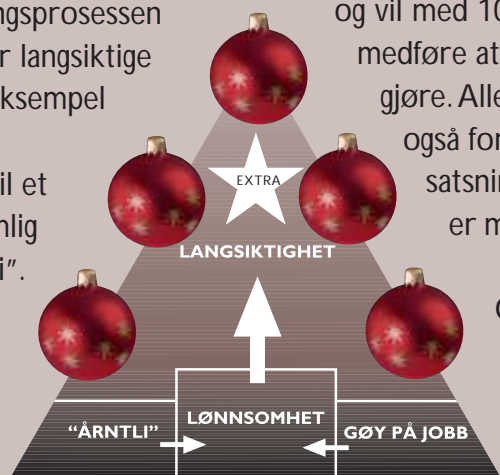 ngsprosessen
r langsiktige
ksempel
il et
nlig
i”.
og vil med 10
medføre at
gjøre. Alle
også for
satsnin
er m
EXTRA
LANGSIKTIGHET
LØNNSOMHET
“ÅRNTLI”
GØY PÅ JOBB